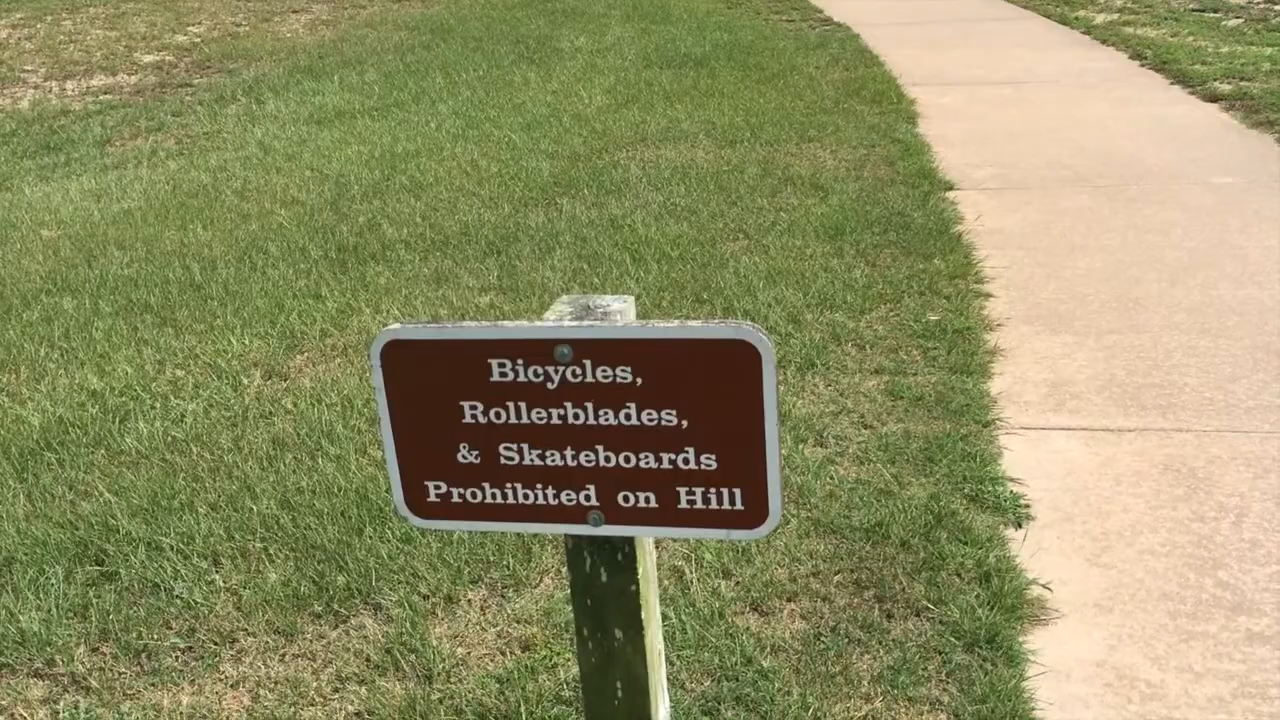 Bicycles,
Rollerblades,
& Skateboards
Prohibited on Hill